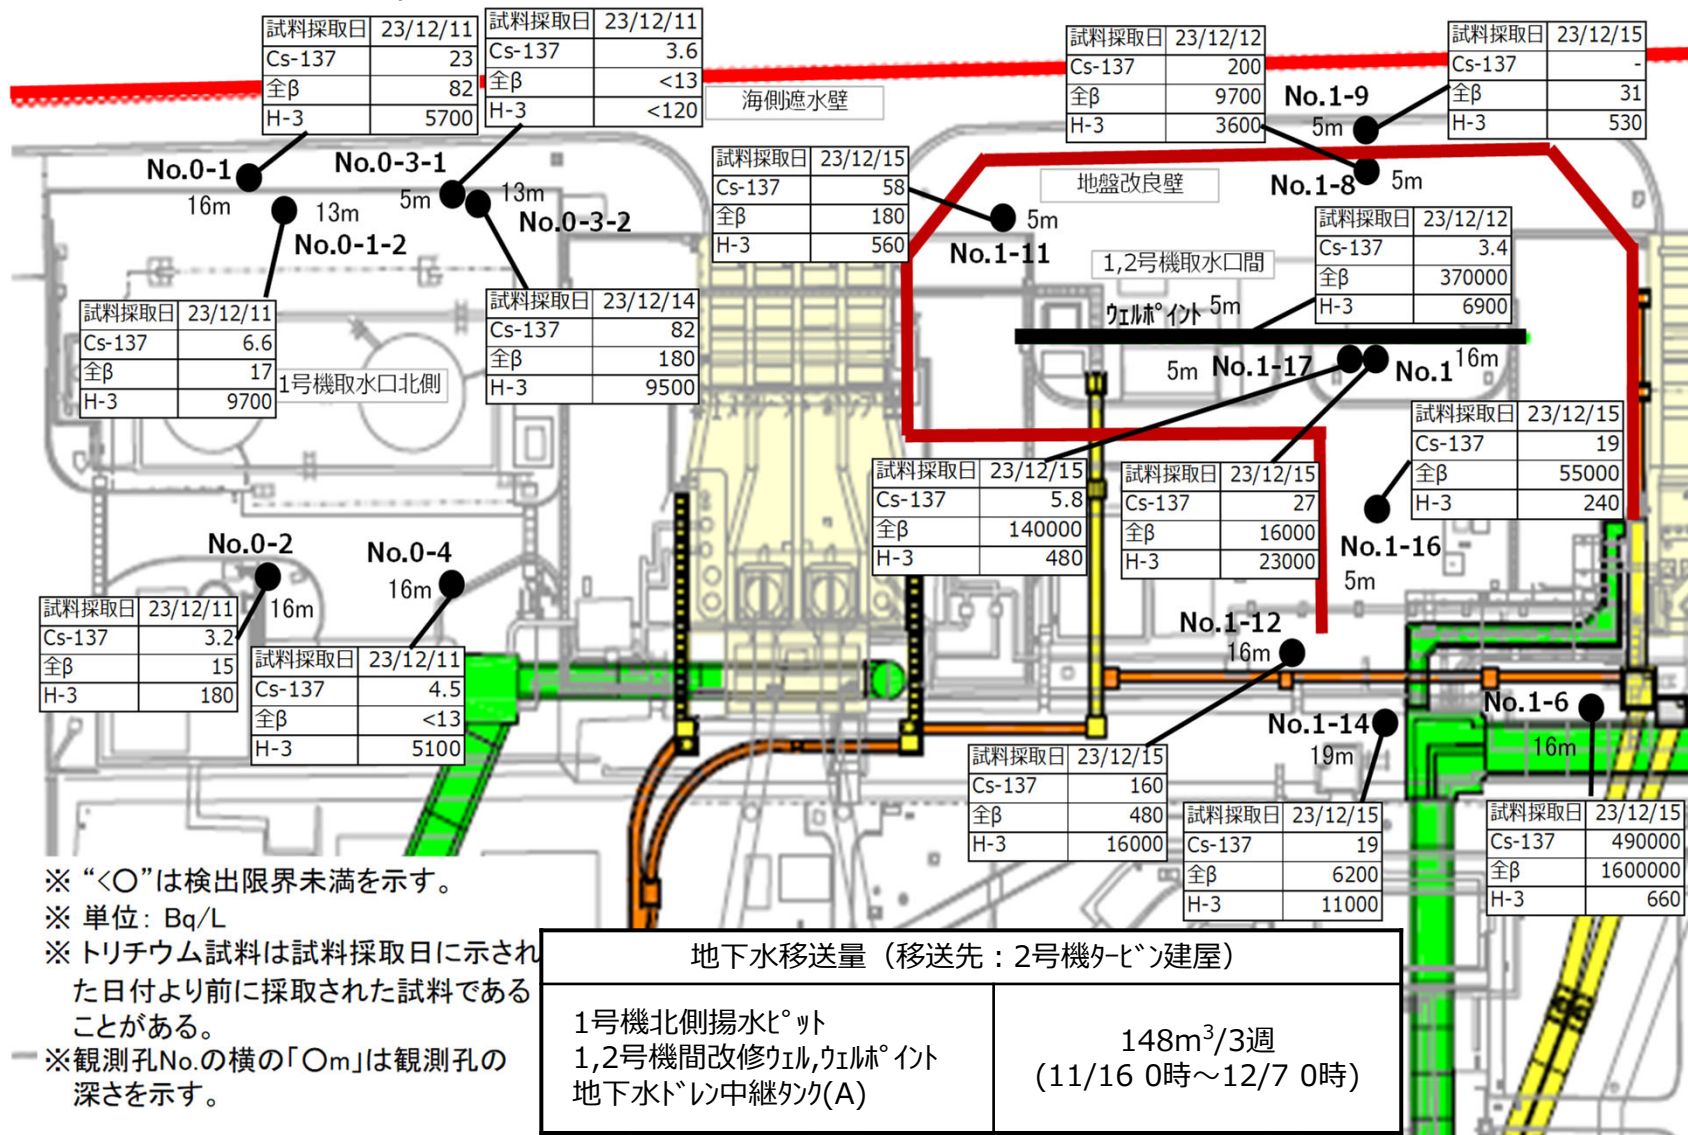 試料採取日 23/12/11
Cs-137 23
全β 82
H-3 5700
試料採取日 23/12/11
Cs-137 3.6
全β <13
H-3 <120
海側遮水壁
試料採取日 23/12/12
Cs-137 200
全β 9700
H-3 3600
試料採取日 23/12/15
Cs-137 -
全β 31
H-3 530
No.1-9
5m
No.0-1
16m
No.0-3-1
5m
13m
No.0-3-2
13m
No.0-1-2
試料採取日 23/12/15
Cs-137 58
全β 180
H-3 560
5m
No.1-11
地盤改良壁
No.1-8
5m
試料採取日 23/12/12
Cs-137 3.4
全β 370000
H-3 6900
1,2号機取水口間
ウェルポイント 5m
試料採取日 23/12/11
Cs-137 6.6
全β 17
H-3 9700
1号機取水口北側
試料採取日 23/12/14
Cs-137 82
全β 180
H-3 9500
5m No.1-17
No.1 16m
試料採取日 23/12/15
Cs-137 19
全β 55000
H-3 240
試料採取日 23/12/15
Cs-137 5.8
全β 140000
H-3 480
試料採取日 23/12/15
Cs-137 27
全β 16000
H-3 23000
No.1-16
5m
No.0-2
16m
No.0-4
16m
試料採取日 23/12/11
Cs-137 3.2
全β 15
H-3 180
試料採取日 23/12/11
Cs-137 4.5
全β <13
H-3 5100
No.1-12
16m
No.1-14
19m
No.1-6
16m
試料採取日 23/12/15
Cs-137 160
全β 480
H-3 16000
試料採取日 23/12/15
Cs-137 19
全β 6200
H-3 11000
試料採取日 23/12/15
Cs-137 490000
全β 1600000
H-3 660
※ “<〇”は検出限界未満を示す。
※ 単位: Bq/L
※ トリチウム試料は試料採取日に示され
た日付より前に採取された試料である
ことがある。
※観測孔No.の横の「〇m」は観測孔の
深さを示す。
地下水移送量（移送先：2号機ﾀｰﾋﾞﾝ建屋）
1号機北側揚水ﾋﾟｯﾄ
1,2号機間改修ｳｪﾙ,ｳｪﾙﾎﾟｲﾝﾄ
地下水ﾄﾞﾚﾝ中継ﾀﾝｸ(A)
148m³/3週
(11/16 0時～12/7 0時)